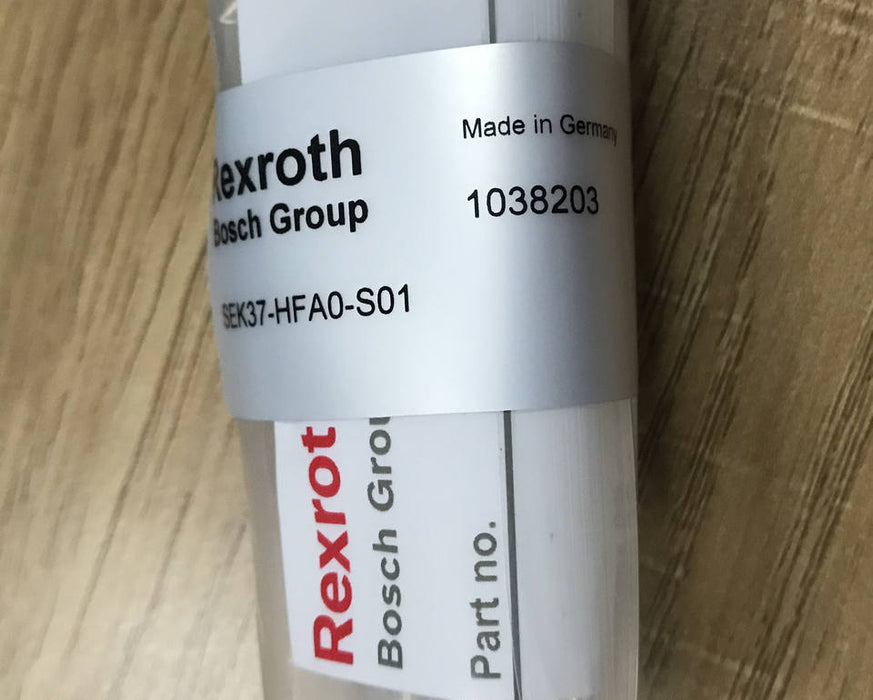 Rexroth
Bosch Group
SEK37-HFA0-S01
Made in Germany
1038203
Rexrot
Bosch Grou
Part no.